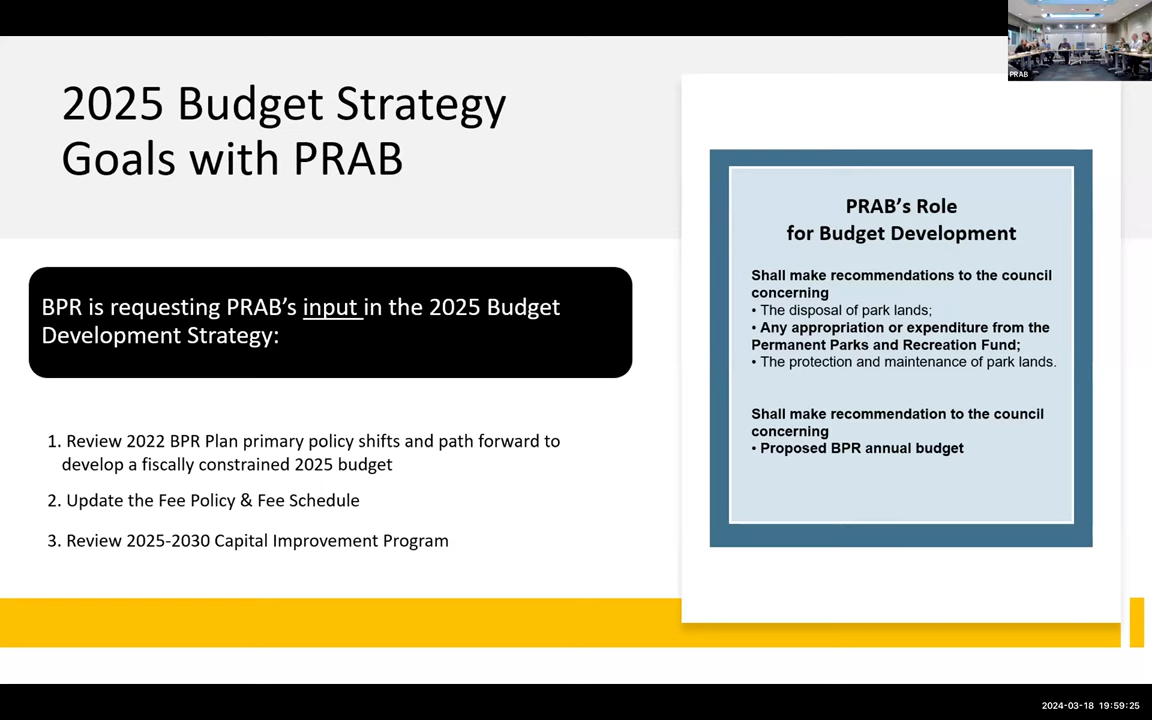 PRAB
2025 Budget Strategy
Goals with PRAB
BPR is requesting PRAB’s input in the 2025 Budget
Development Strategy:
1. Review 2022 BPR Plan primary policy shifts and path forward to
develop a fiscally constrained 2025 budget
2. Update the Fee Policy & Fee Schedule
3. Review 2025-2030 Capital Improvement Program
PRAB’s Role
for Budget Development
Shall make recommendations to the council
concerning
• The disposal of park lands;
• Any appropriation or expenditure from the
Permanent Parks and Recreation Fund;
• The protection and maintenance of park lands.
Shall make recommendation to the council
concerning
• Proposed BPR annual budget
2024-03-18 19:59:25